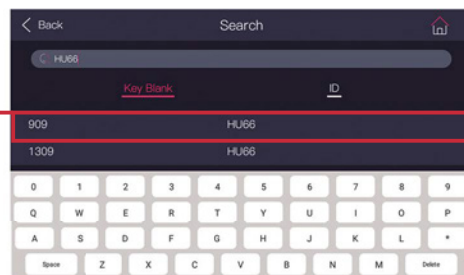 Back Search
HU66
Key Blank ID
909 HU66
1309 HU66
0 1 2 3 4 5 6 7 8 9
Q W E R T Y U I O P
A S D F G H J K L *
Space Z X C V B N M Delete